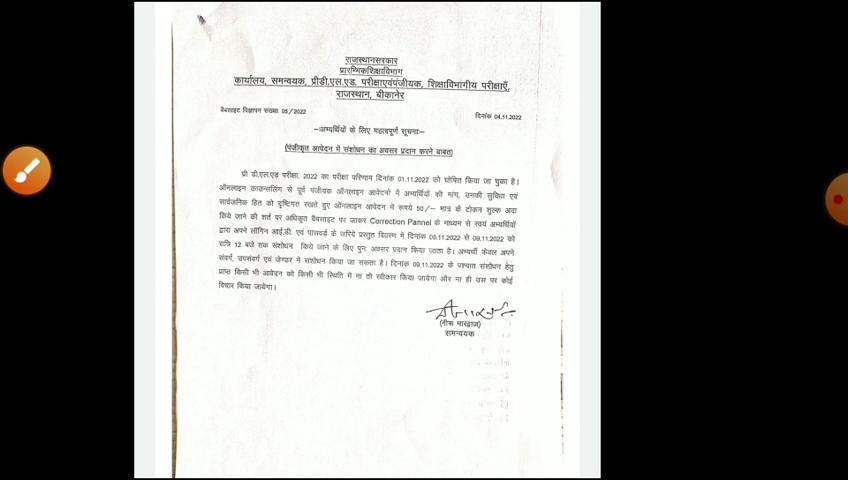 राजस्थानसरकार
प्रारम्भिकशिक्षाविभाग
कार्यालय, समन्वयक, प्रीडी.एल.एड. परीक्षाएवंपंजीयक, शिक्षाविभागीय परीक्षाएँ,
राजस्थान, बीकानेर
वैबसाइट विज्ञापन संख्याः 05/2022
दिनांक 04.11.2022
—:अभ्यर्थियों के लिए महत्वपूर्ण सूचनाः—
(पंजीकृत आवेदन में संशोधन का अवसर प्रदान करने बाबत्)
प्री डी.एल.एड परीक्षा, 2022 का परीक्षा परिणाम दिनांक 01.11.2022 को घोषित किया जा चुका है।
ऑनलाइन काउन्सलिंग से पूर्व पंजीयक ऑनलाइन आवेदनो में अभ्यर्थियों की मांग, उनकी सुविधा एवं
सार्वजनिक हित को दृष्टिगत रखते हुए ऑनलाइन आवेदन में रूपये 50/— मात्र के टोकन शुल्क अदा
किये जाने की शर्त पर अधिकृत वैबसाइट पर जाकर Correction Pannel के माध्यम से स्वयं अभ्यर्थी
द्वारा अपने लॉगिन आई.डी. एवं पासवर्ड के जरिये प्रस्तुत विवरण में दिनांक 05.11.2022 से 09.11.2022 को
रात्रि 12 बजे तक संशोधन किये जाने के लिए पुनः अवसर प्रदान किया जाता है। अभ्यर्थी केवल अपने
संवर्ग, उपसंवर्ग एवं जेण्डर में संशोधन किया जा सकता है। दिनांक 09.11.2022 के पश्चात संशोधन हेतु
प्राप्त किसी भी आवेदन को किसी भी स्थिति में ना तो स्वीकार किया जायेगा और ना ही उस पर कोई
विचार किया जावेगा।
(नीरू भारद्वाज)
समन्वयक